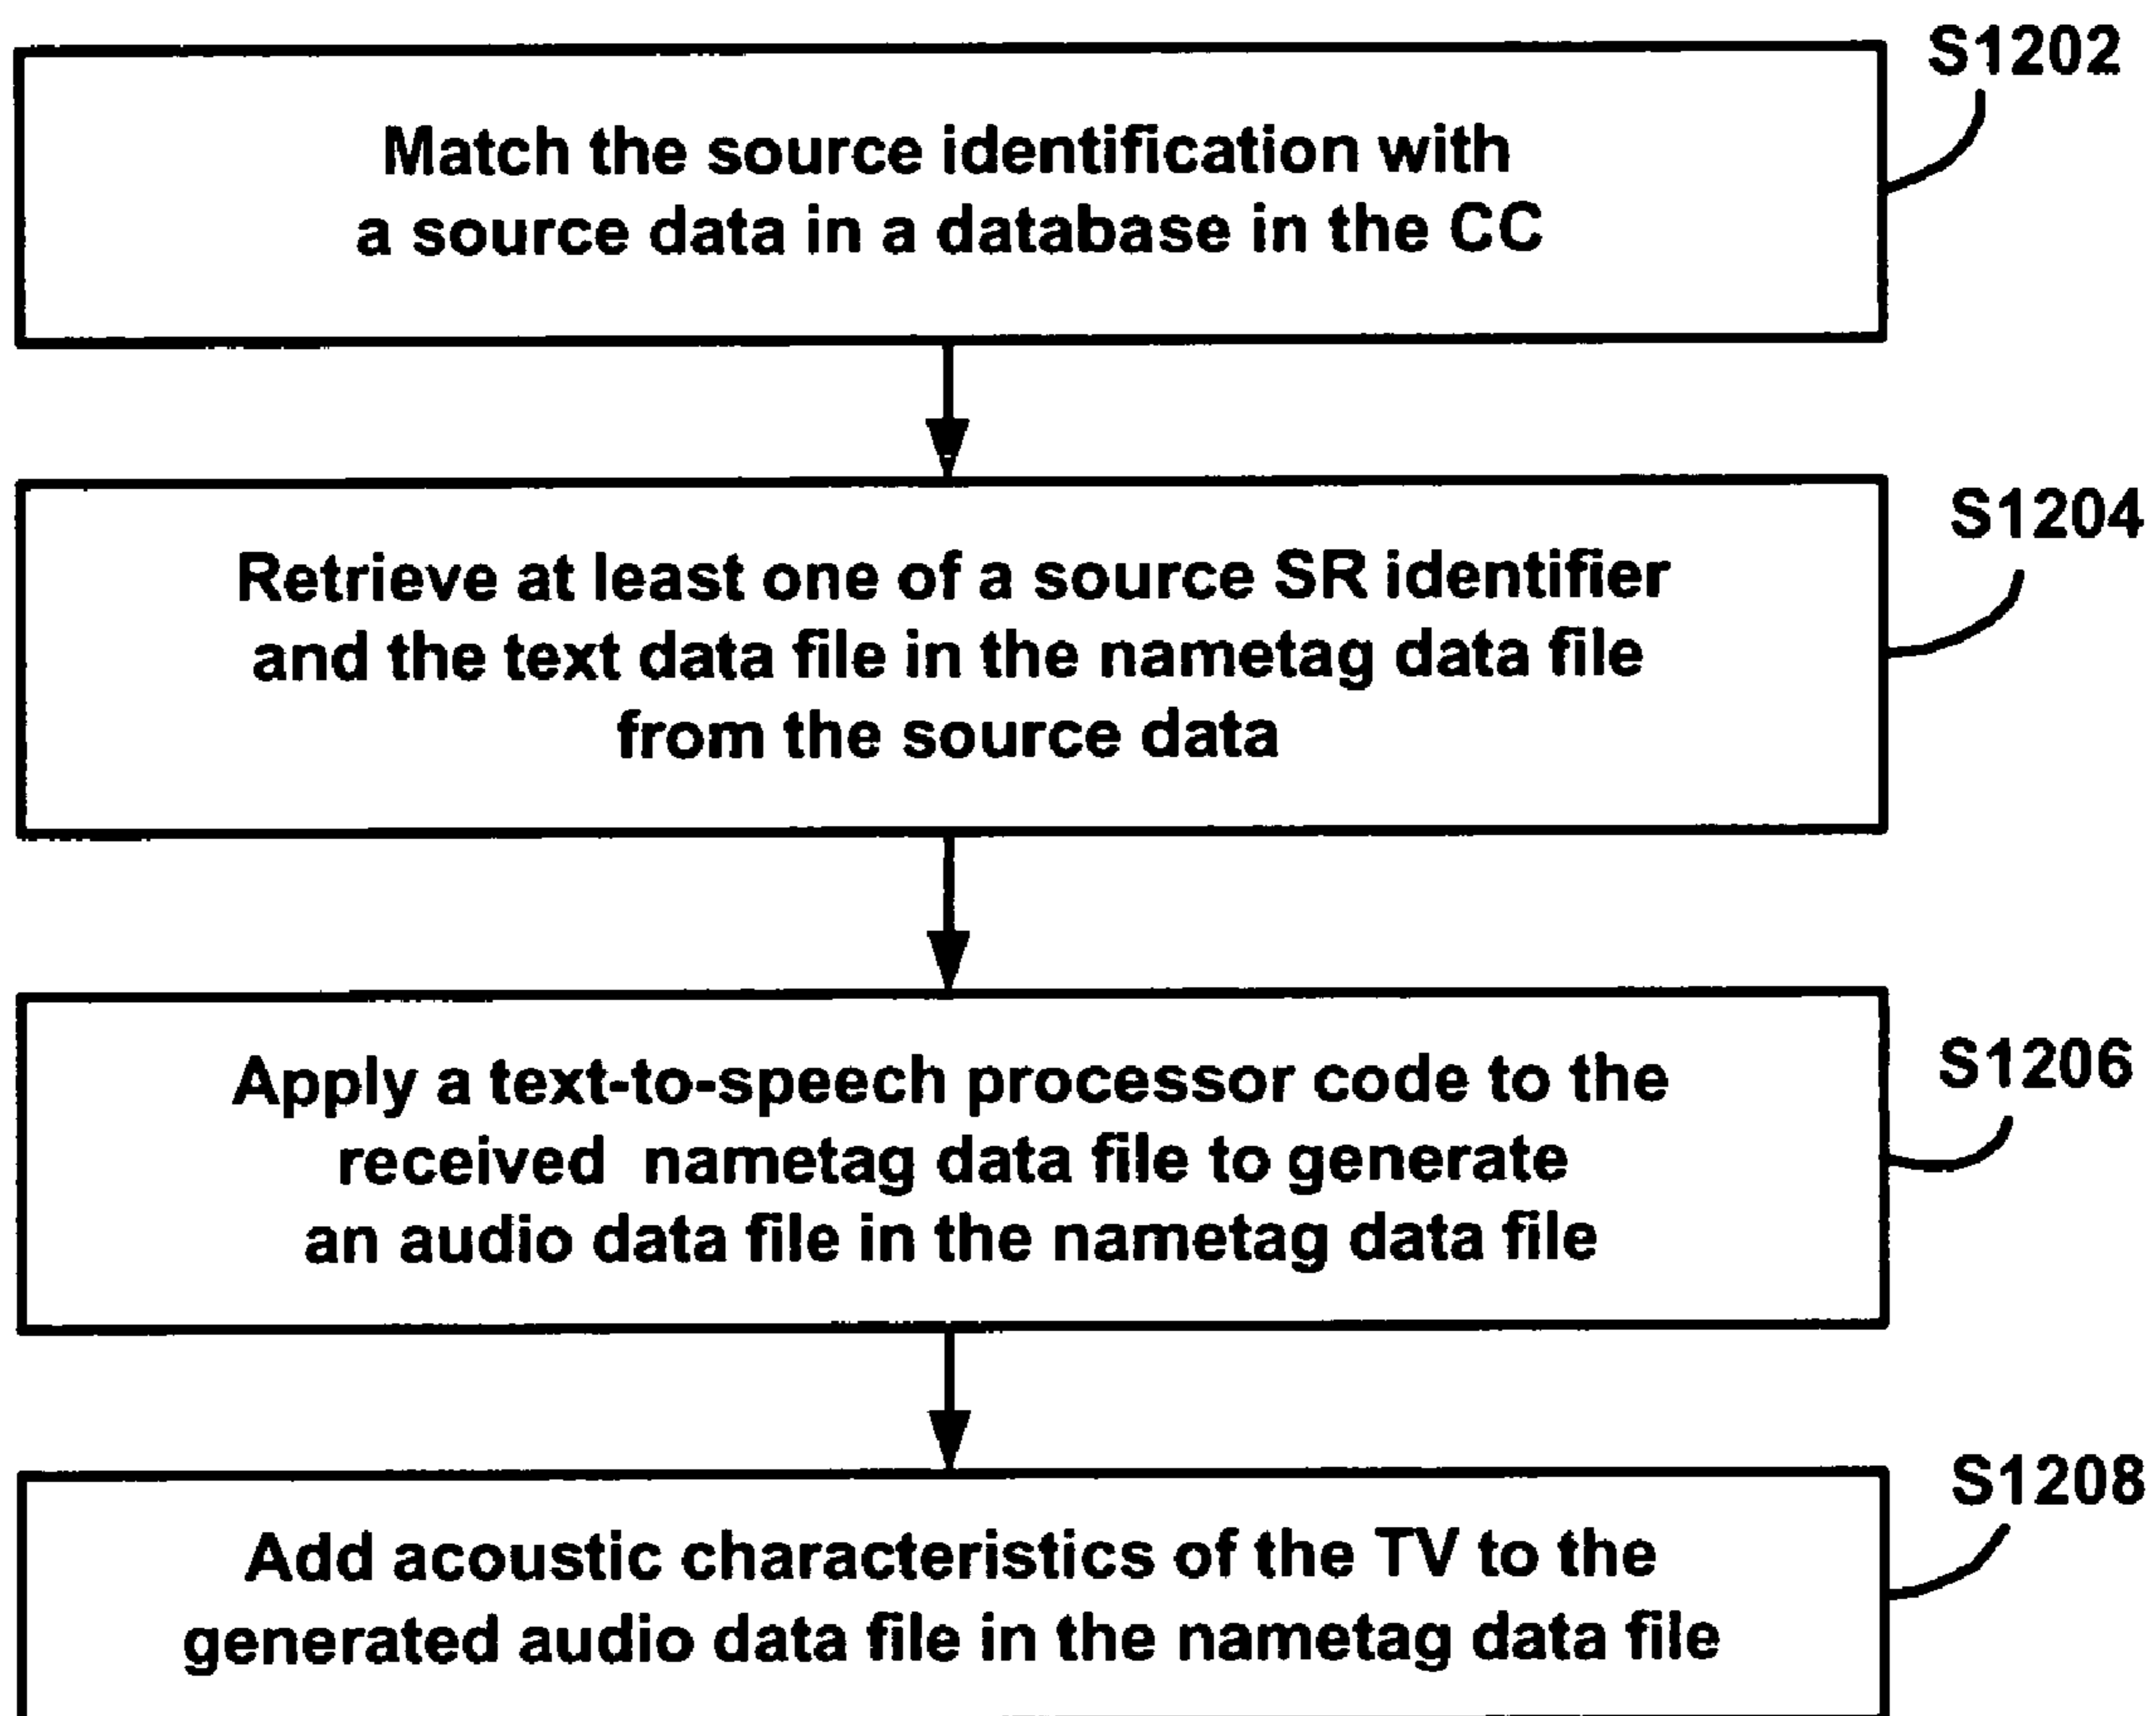 S1202
Match the source identification with
a source data in a database in the CC
S1204
Retrieve at least one of a source SR identifier
and the text data file in the nametag data file
from the source data
S1206
Apply a text-to-speech processor code to the
received nametag data file to generate
an audio data file in the nametag data file
S1208
Add acoustic characteristics of the TV to the
generated audio data file in the nametag data file